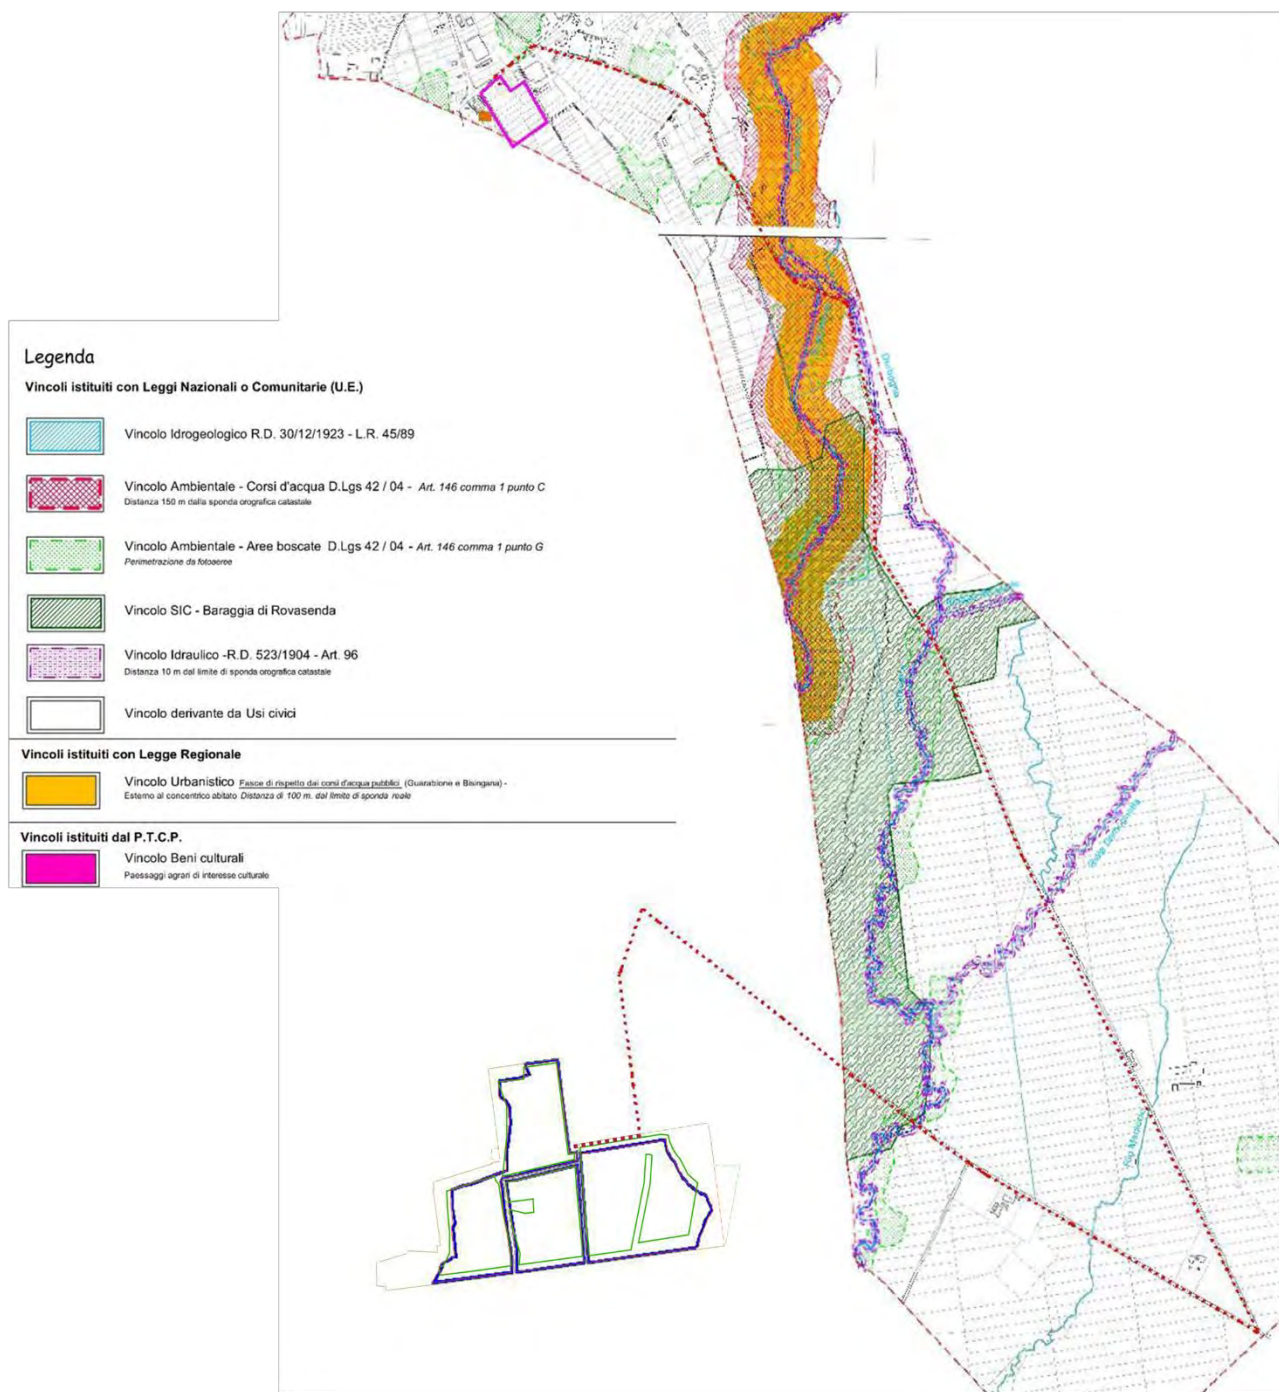 Legenda
Vincoli istituiti con Leggi Nazionali o Comunitarie (U.E.)
Vincolo Idrogeologico R.D. 30/12/1923 - L.R. 45/89
Vincolo Ambientale - Corsi d'acqua D.Lgs 42 / 04 - Art. 146 comma 1 punto C
Distanza 150 m dalla sponda orografica catastale
Vincolo Ambientale - Aree boscate D.Lgs 42 / 04 - Art. 146 comma 1 punto G
Perimetrazione da fotoaeree
Vincolo SIC - Baraggia di Rovasenda
Vincolo Idraulico -R.D. 523/1904 - Art. 96
Distanza 10 m dal limite di sponda orografica catastale
Vincolo derivante da Usi civici
Vincoli istituiti con Legge Regionale
Vincolo Urbanistico Fasce di rispetto dai corsi d'acqua pubblici (Guarabione e Bisingana) -
Esterno al concentrico abitato Distanza di 100 m. dal limite di sponda reale
Vincoli istituiti dal P.T.C.P.
Vincolo Beni culturali
Paesaggi agrari di interesse culturale